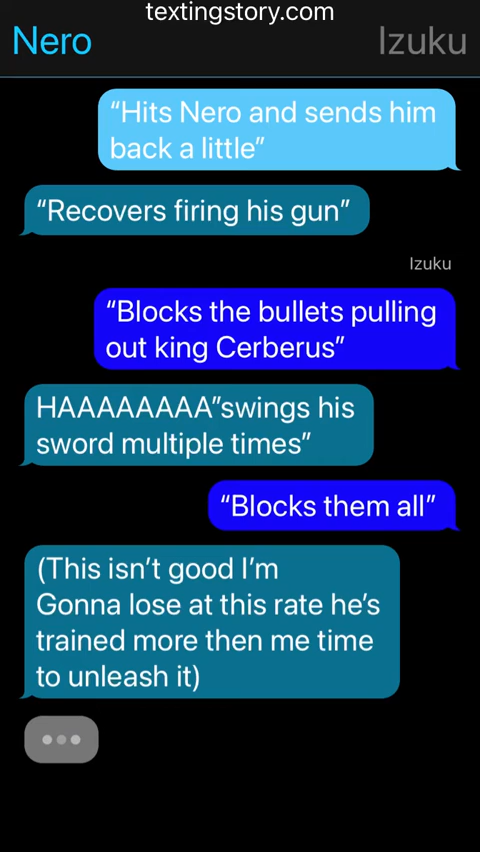 textingstory.com
Nero
Izuku
“Hits Nero and sends him
back a little”
“Recovers firing his gun”
Izuku
“Blocks the bullets pulling
out king Cerberus”
HAAAAAAAA”swings his
sword multiple times”
“Blocks them all”
(This isn’t good I’m
Gonna lose at this rate he’s
trained more then me time
to unleash it)